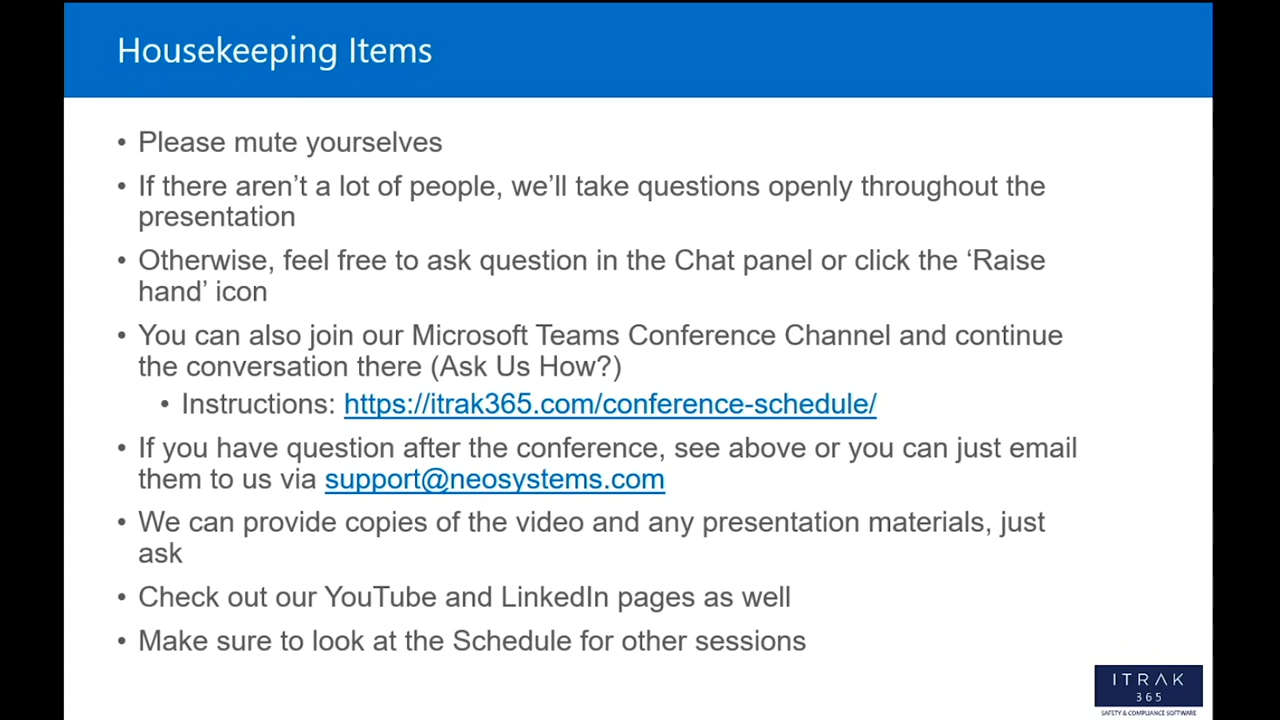 Housekeeping Items
• Please mute yourselves
• If there aren’t a lot of people, we’ll take questions openly throughout the
presentation
• Otherwise, feel free to ask question in the Chat panel or click the ‘Raise
hand’ icon
• You can also join our Microsoft Teams Conference Channel and continue
the conversation there (Ask Us How?)
• Instructions: https://itrak365.com/conference-schedule/
• If you have question after the conference, see above or you can just email
them to us via support@neosystems.com
• We can provide copies of the video and any presentation materials, just
ask
• Check out our YouTube and LinkedIn pages as well
• Make sure to look at the Schedule for other sessions
ITRAK
365
SAFETY & COMPLIANCE SOFTWARE